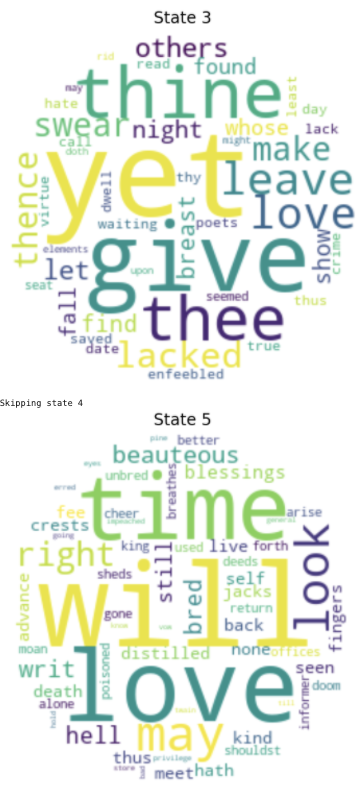 State 3
rid
others
read found
may
thine
hate
least
day
swear
night
whose
lack
call
doth
might
make
yet
thy
leave
thence
virtue
dwell
love
waiting
breast
poets
elements
let
give
show
crime
seat
upon
seemed
thus
fall
find
thee
saved
true
date
lacked
enfeebled
Skipping state 4
State 5
pine
better
beauteous
eyes
unbred
breathes
blessings
erred
time
fee
cheer
general
arise
crests
impeached
going
king
still
used
live
forth
look
right
sheds
deeds
advance
will
bred
self
jacks
return
fingers
gone
back
moan
distilled
none
offices
writ
poisoned
love
seen
death
informer
doom
alone
hold
hell
may
kind
shouldst
thus
privilege
store
bad
meet
hath